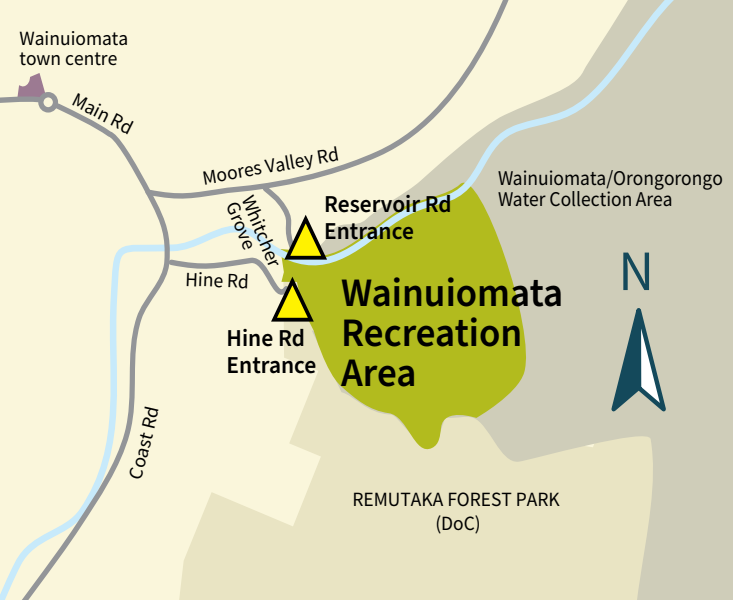 Wainuiomata
town centre
Main Rd
Moores Valley Rd
Wainuiomata/Orongorongo
Water Collection Area
Reservoir Rd
Entrance
Whitcher
Grove
Hine Rd
N
Wainuiomata
Recreation
Area
Hine Rd
Entrance
Coast Rd
REMUTAKA FOREST PARK
(DoC)